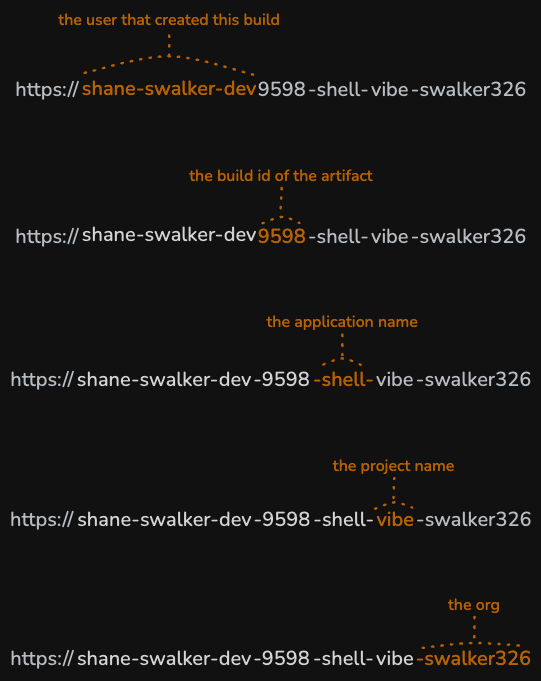 the user that created this build
https://shane-swalker-dev9598-shell-vibe-swalker326
the build id of the artifact
https://shane-swalker-dev9598-shell-vibe-swalker326
the application name
https://shane-swalker-dev-9598-shell-vibe-swalker326
the project name
https://shane-swalker-dev-9598-shell-vibe-swalker326
the org
https://shane-swalker-dev-9598-shell-vibe-swalker326